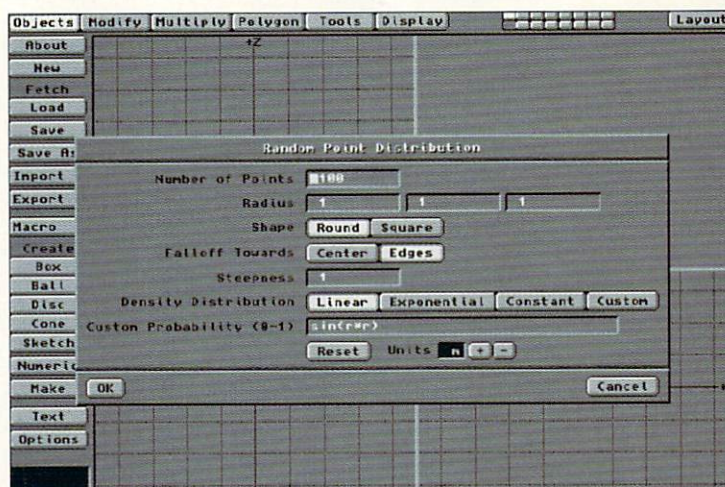 Objects Modify Multiply Polygon Tools Display Layout
About
New
Fetch
Load
Save
Save As
Import
Export
Macro
Create
Box
Ball
Disc
Cone
Sketch
Numeric
Make
Text
Options
+Z
Random Point Distribution
Number of Points 100
Radius 1 1 1
Shape Round Square
Falloff Towards Center Edges
Steepness 1
Density Distribution Linear Exponential Constant Custom
Custom Probability (0-1) sin(r*r)
Reset Units m + -
OK Cancel